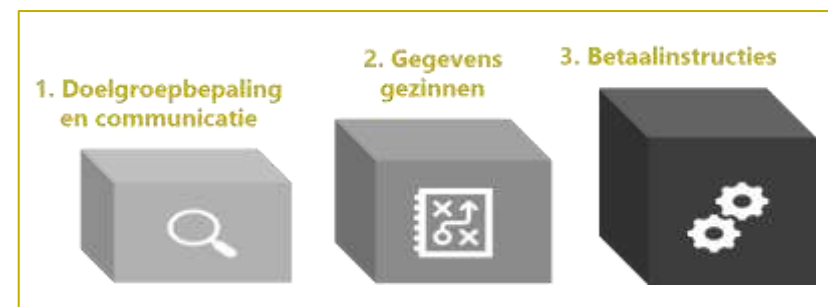 1. Doelgroepbepaling
en communicatie
2. Gegevens
gezinnen
3. Betaalinstructies